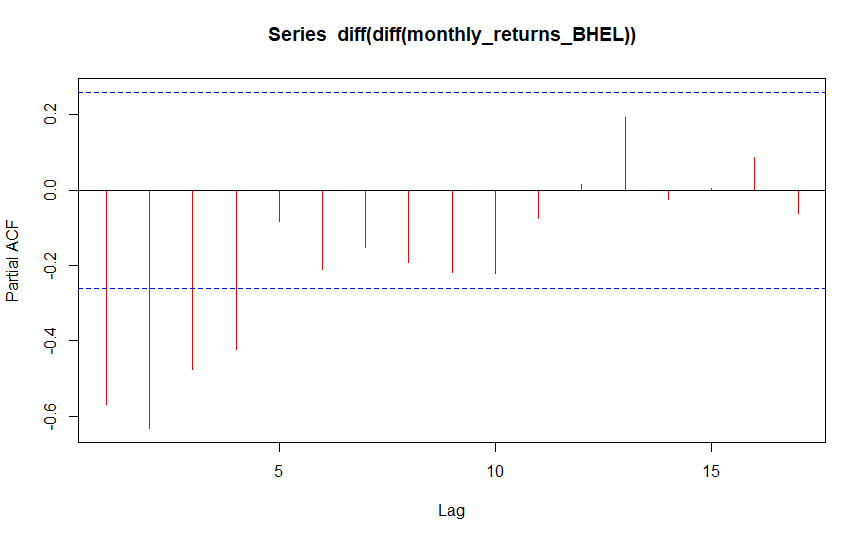 Series diff(diff(monthly_returns_BHEL))
Partial ACF
0.2
0.0
-0.2
-0.4
-0.6
5 10 15
Lag